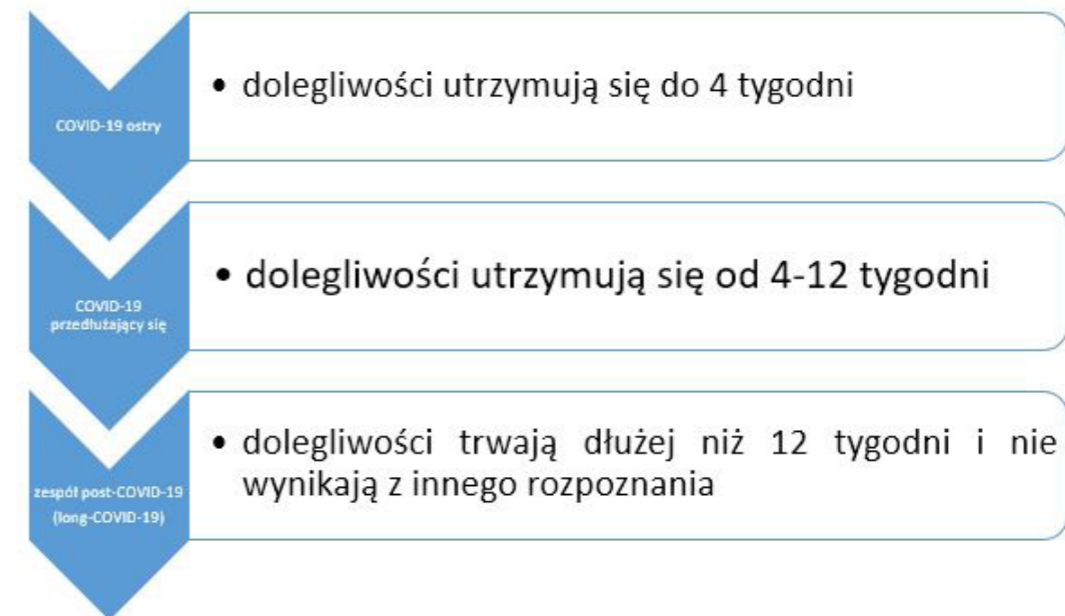 COVID-19 ostry
• dolegliwości utrzymują się do 4 tygodni
COVID-19
przedłużający się
• dolegliwości utrzymują się od 4-12 tygodni
zespół post-COVID-19
(long-COVID-19)
• dolegliwości trwają dłużej niż 12 tygodni i nie
wynikają z innego rozpoznania